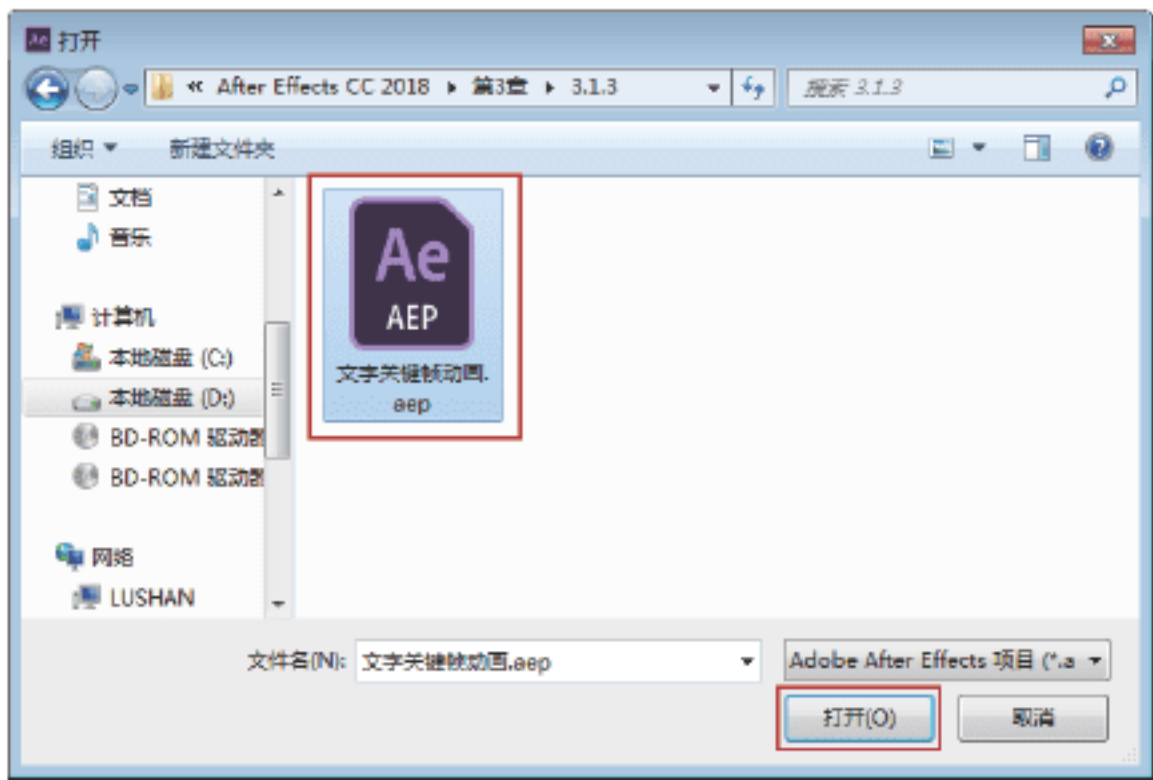 Ae 打开
« After Effects CC 2018 ▸ 第3章 ▸ 3.1.3
搜索 3.1.3
组织 新建文件夹
文档
音乐
计算机
本地磁盘 (C:)
本地磁盘 (D:)
BD-ROM 驱动器
BD-ROM 驱动器
网络
LUSHAN
Ae
AEP
文字关键帧动画.
aep
文件名(N): 文字关键帧动画.aep
Adobe After Effects 项目 (*.a
打开(O) 取消